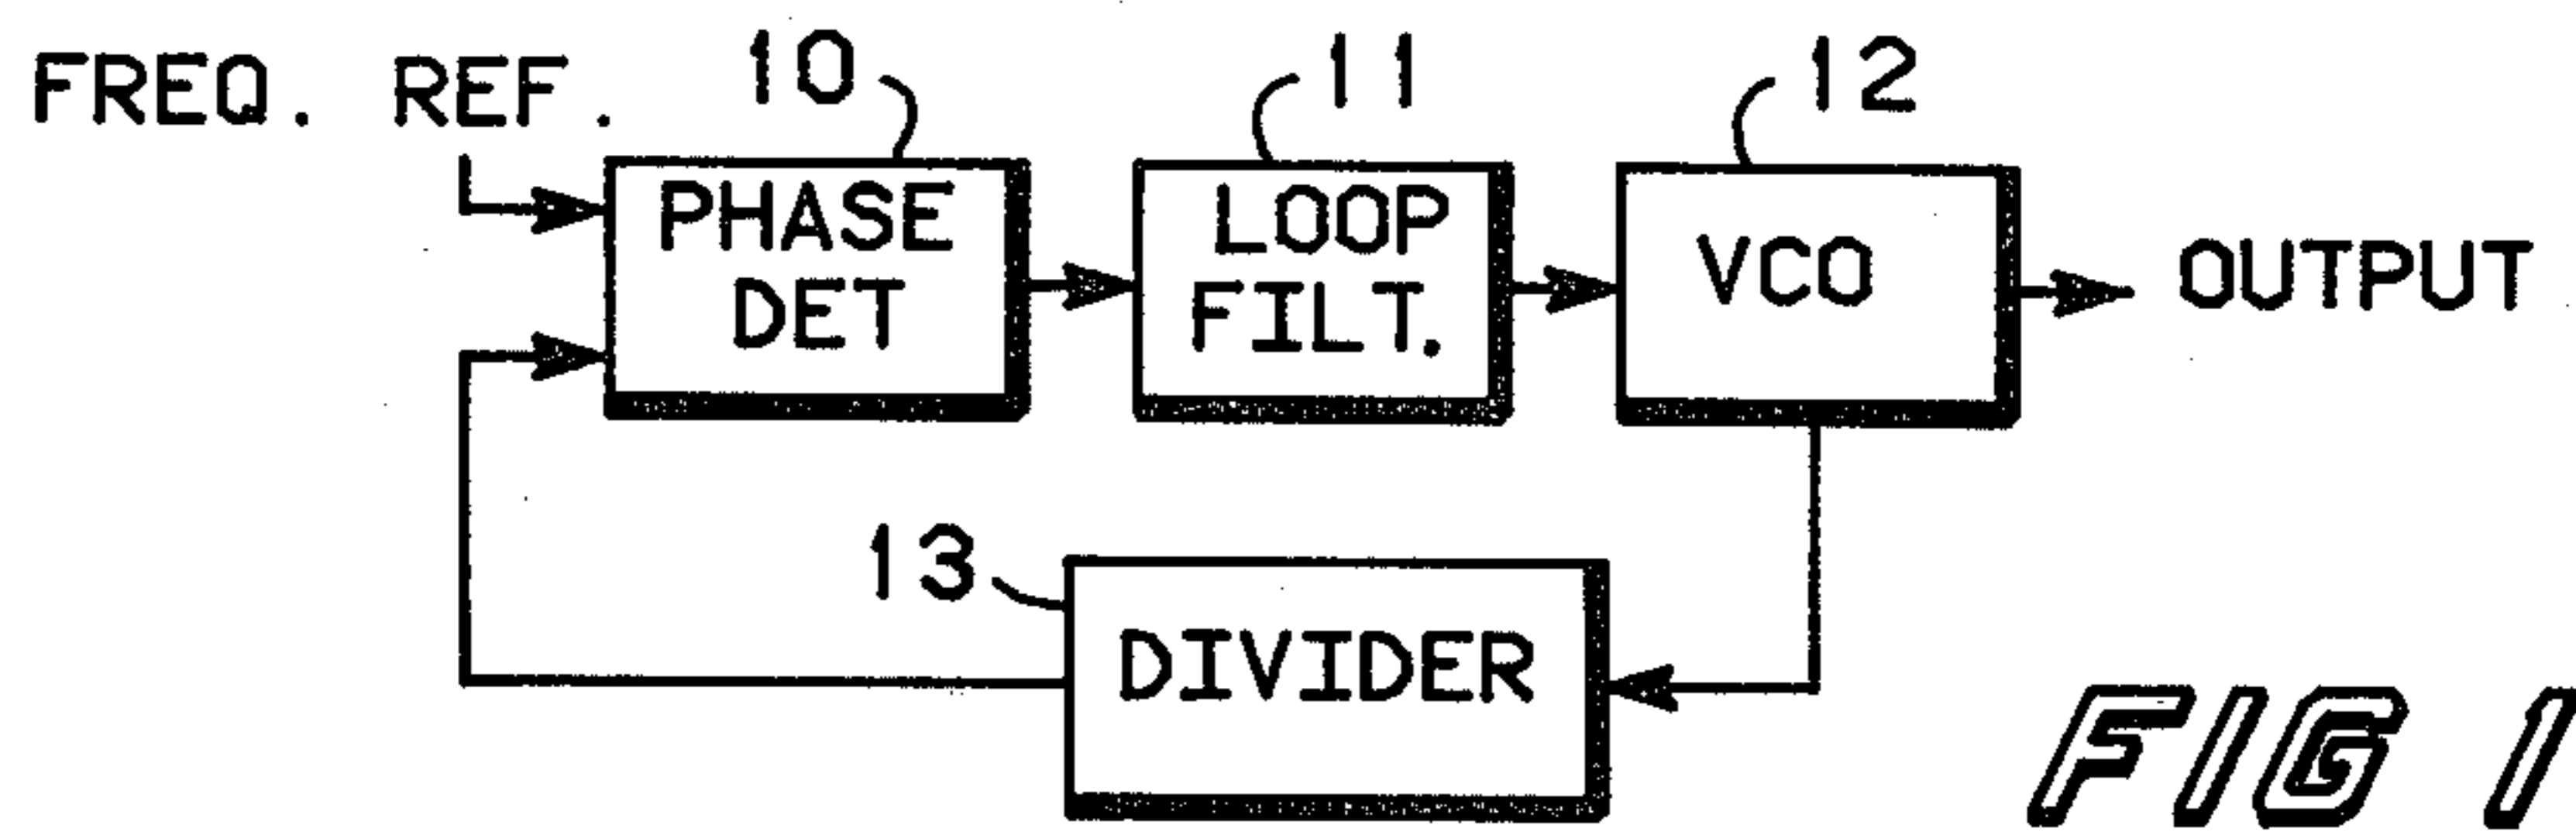 FREQ. REF.
10
11
12
PHASE
DET
LOOP
FILT.
VCO
OUTPUT
13
DIVIDER
FIG 1